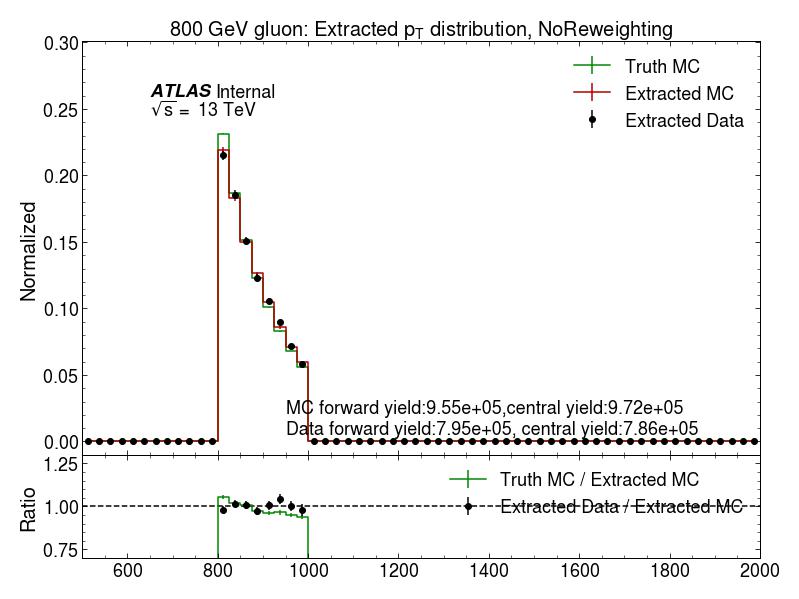 800 GeV gluon: Extracted pT distribution, NoReweighting
0.30
0.25
0.20
0.15
0.10
0.05
0.00
Normalized
ATLAS Internal
√s = 13 TeV
Truth MC
Extracted MC
Extracted Data
MC forward yield:9.55e+05,central yield:9.72e+05
Data forward yield:7.95e+05, central yield:7.86e+05
1.25
1.00
0.75
Ratio
Truth MC / Extracted MC
Extracted Data / Extracted MC
600 800 1000 1200 1400 1600 1800 2000